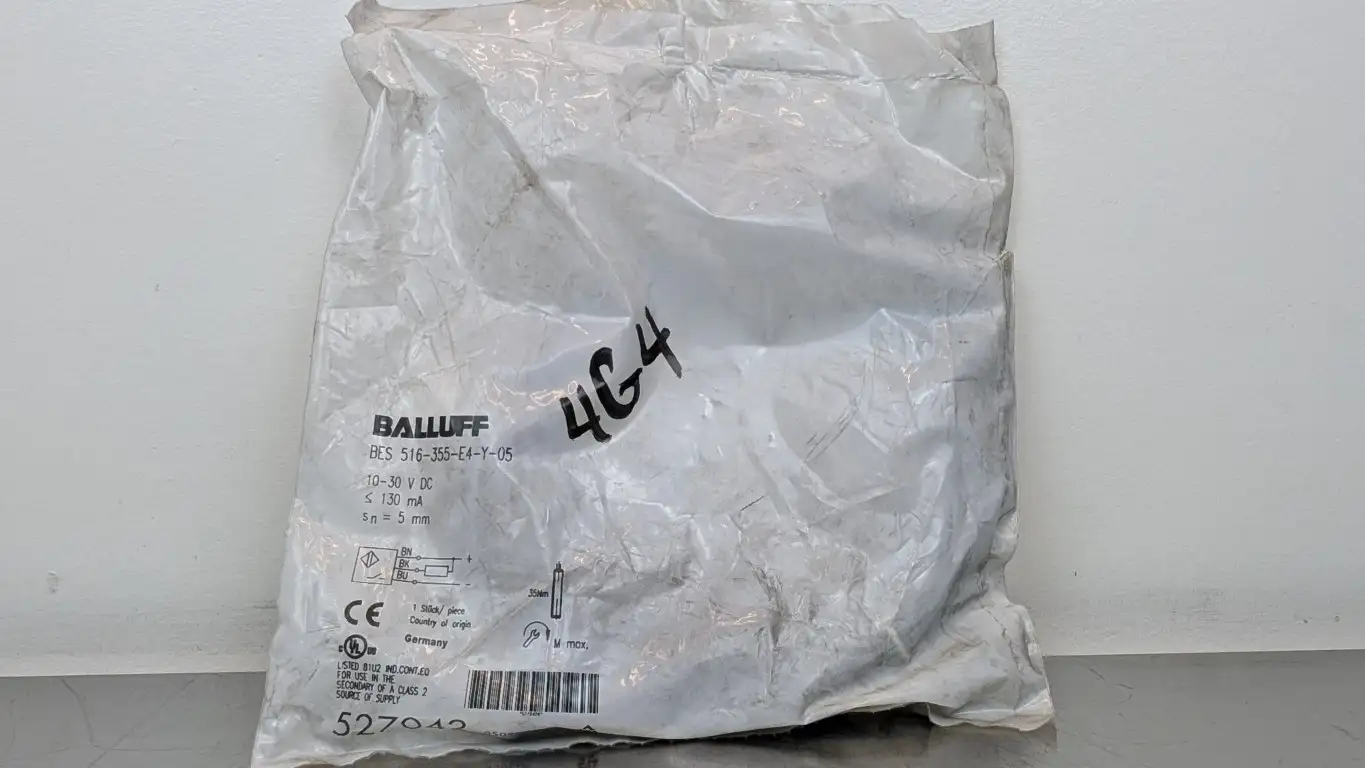 4G4
BALLUFF
BES 516-355-E4-Y-05
10-30 V DC
≤ 130 mA
sn = 5 mm
BN
+
BK
BU
-
35Nm
M max.
CE
1 Stück/ piece
Country of origin
Germany
c UL us
LISTED 81U2 IND.CONT.EQ
FOR USE IN THE
SECONDARY OF A CLASS 2
SOURCE OF SUPPLY